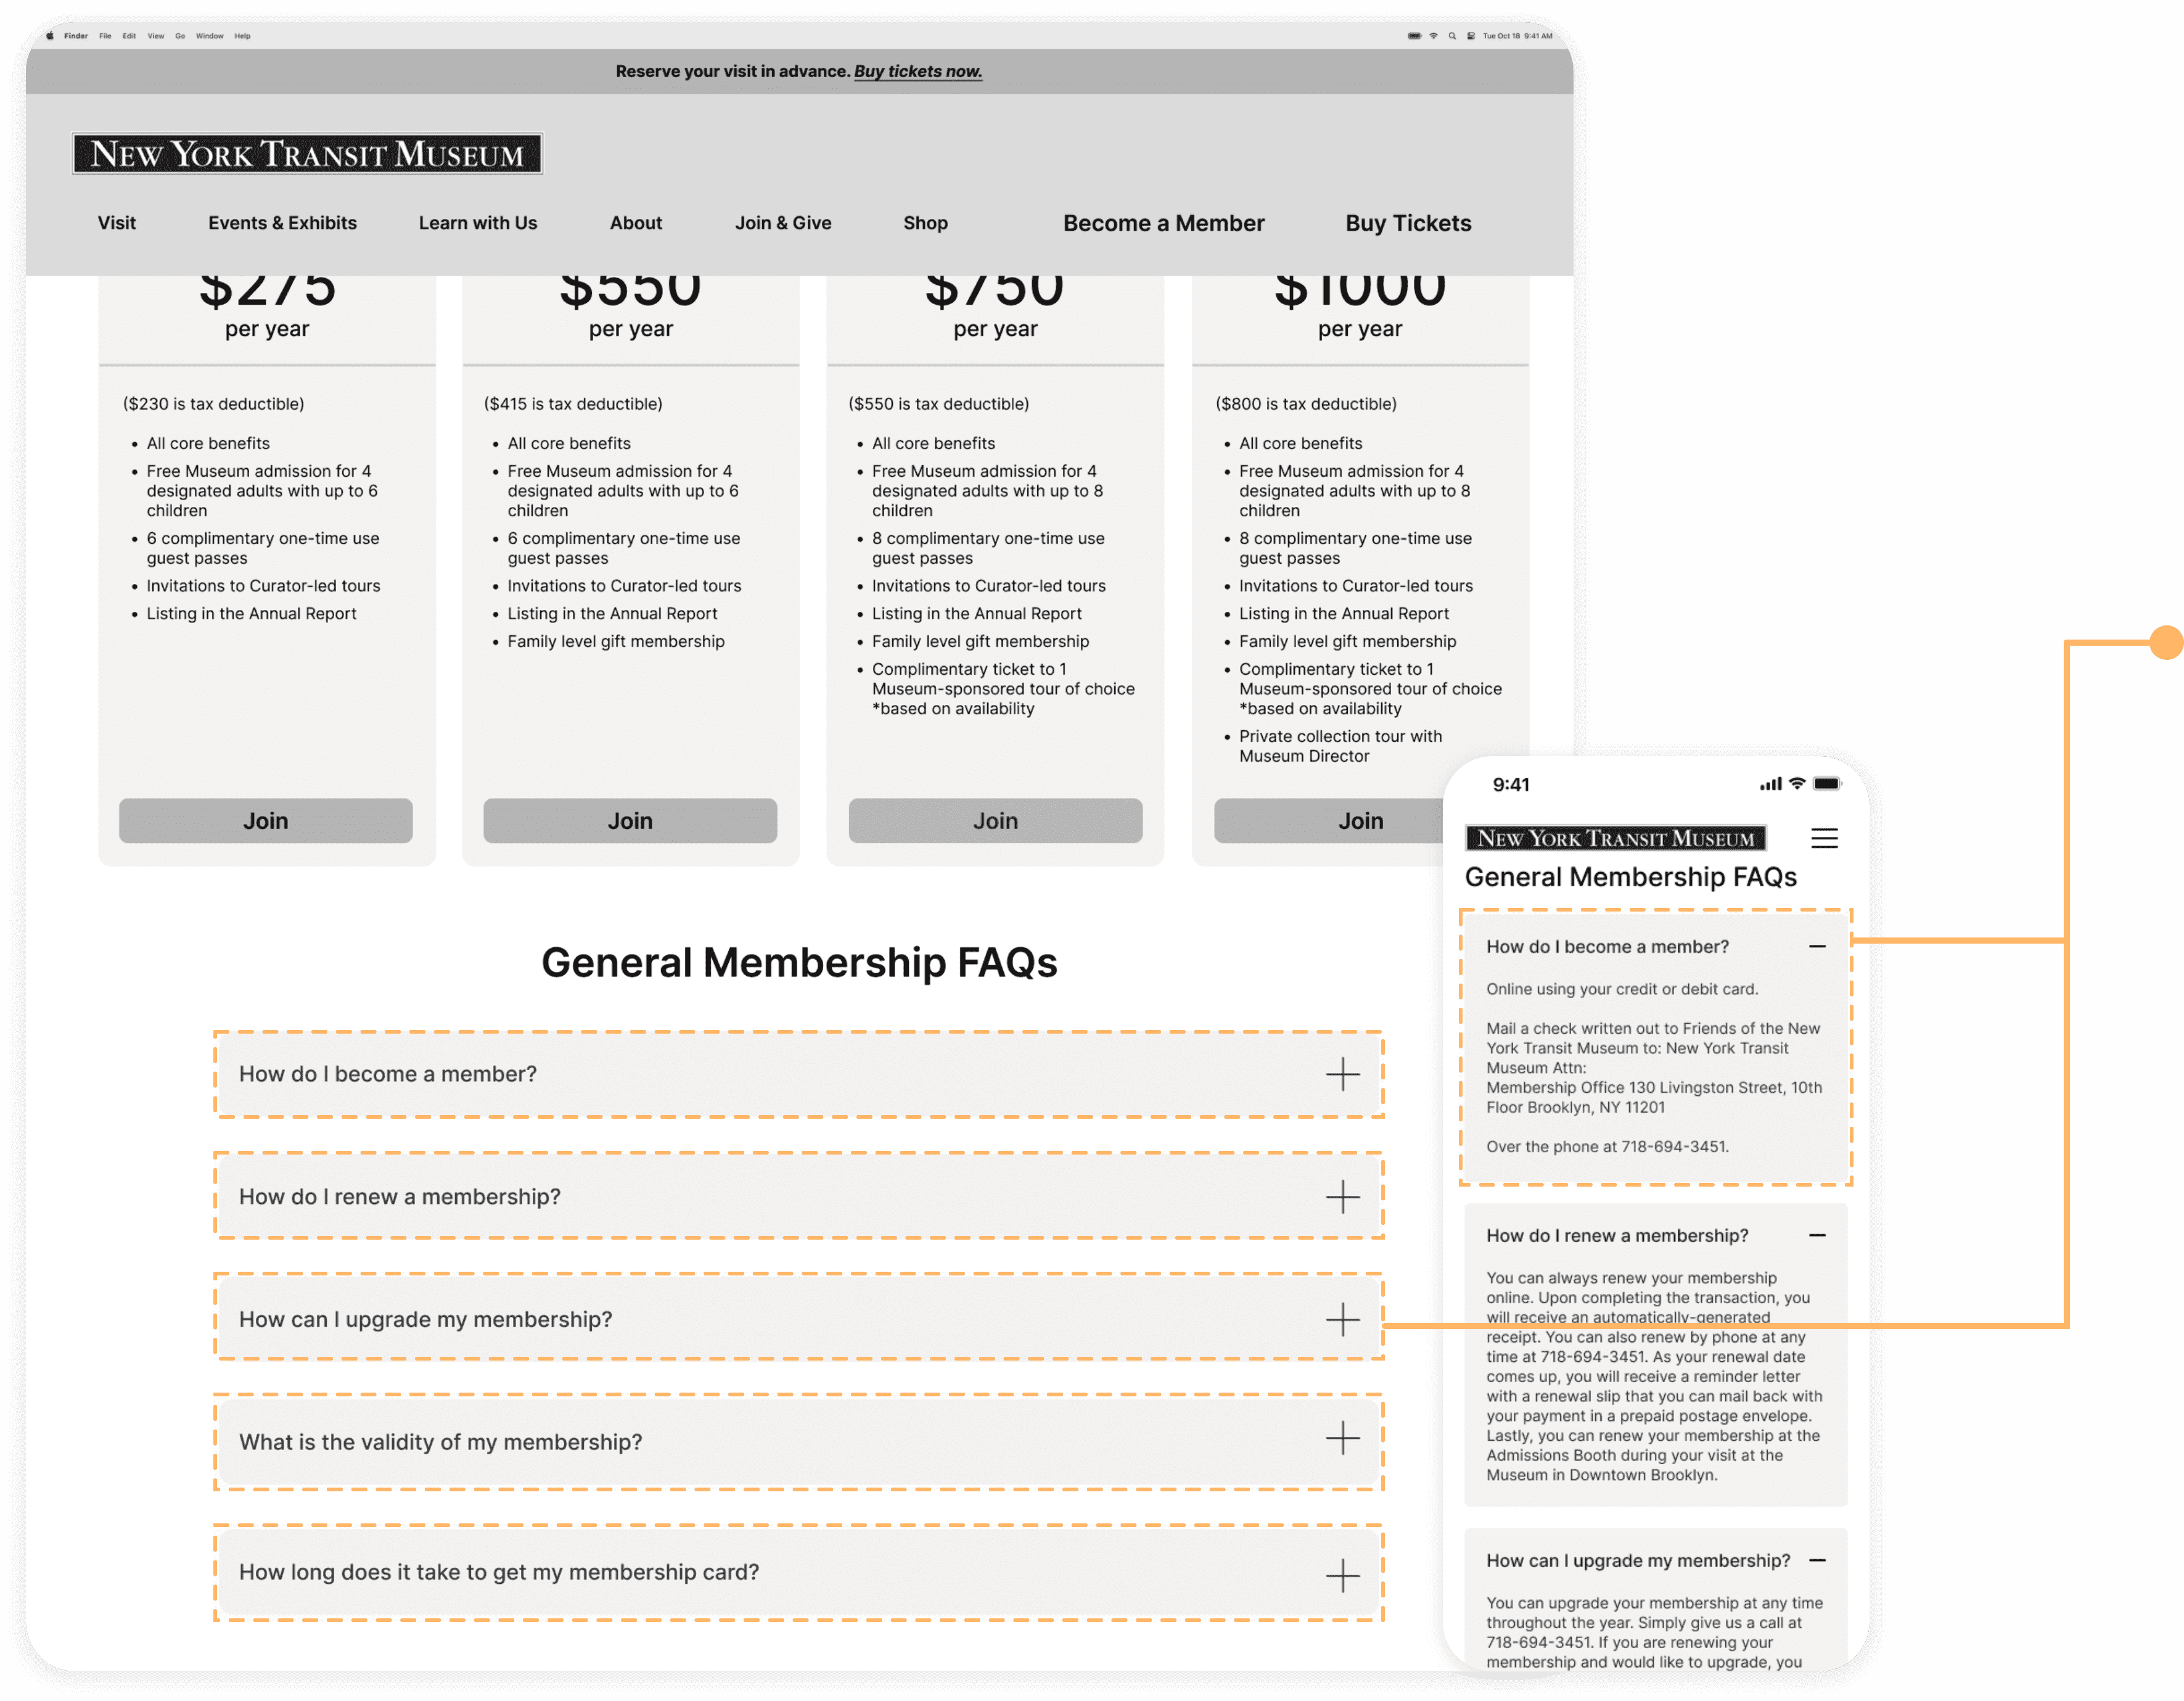 Finder File Edit View Go Window Help
Tue Oct 18 9:41 AM
Reserve your visit in advance. Buy tickets now.
NEW YORK TRANSIT MUSEUM
Visit Events & Exhibits Learn with Us About Join & Give Shop Become a Member Buy Tickets
$275
per year
($230 is tax deductible)
• All core benefits
• Free Museum admission for 4
designated adults with up to 6
children
• 6 complimentary one-time use
guest passes
• Invitations to Curator-led tours
• Listing in the Annual Report
Join
$550
per year
($415 is tax deductible)
• All core benefits
• Free Museum admission for 4
designated adults with up to 6
children
• 6 complimentary one-time use
guest passes
• Invitations to Curator-led tours
• Listing in the Annual Report
• Family level gift membership
Join
$750
per year
($550 is tax deductible)
• All core benefits
• Free Museum admission for 4
designated adults with up to 8
children
• 8 complimentary one-time use
guest passes
• Invitations to Curator-led tours
• Listing in the Annual Report
• Family level gift membership
• Complimentary ticket to 1
Museum-sponsored tour of choice
*based on availability
Join
$1000
per year
($800 is tax deductible)
• All core benefits
• Free Museum admission for 4
designated adults with up to 8
children
• 8 complimentary one-time use
guest passes
• Invitations to Curator-led tours
• Listing in the Annual Report
• Family level gift membership
• Complimentary ticket to 1
Museum-sponsored tour of choice
*based on availability
• Private collection tour with
Museum Director
Join
General Membership FAQs
How do I become a member?
How do I renew a membership?
How can I upgrade my membership?
What is the validity of my membership?
How long does it take to get my membership card?
9:41
NEW YORK TRANSIT MUSEUM
General Membership FAQs
How do I become a member?
Online using your credit or debit card.
Mail a check written out to Friends of the New
York Transit Museum to: New York Transit
Museum Attn:
Membership Office 130 Livingston Street, 10th
Floor Brooklyn, NY 11201
Over the phone at 718-694-3451.
How do I renew a membership?
You can always renew your membership
online. Upon completing the transaction, you
will receive an automatically-generated
receipt. You can also renew by phone at any
time at 718-694-3451. As your renewal date
comes up, you will receive a reminder letter
with a renewal slip that you can mail back with
your payment in a prepaid postage envelope.
Lastly, you can renew your membership at the
Admissions Booth during your visit at the
Museum in Downtown Brooklyn.
How can I upgrade my membership?
You can upgrade your membership at any time
throughout the year. Simply give us a call at
718-694-3451. If you are renewing your
membership and would like to upgrade, you